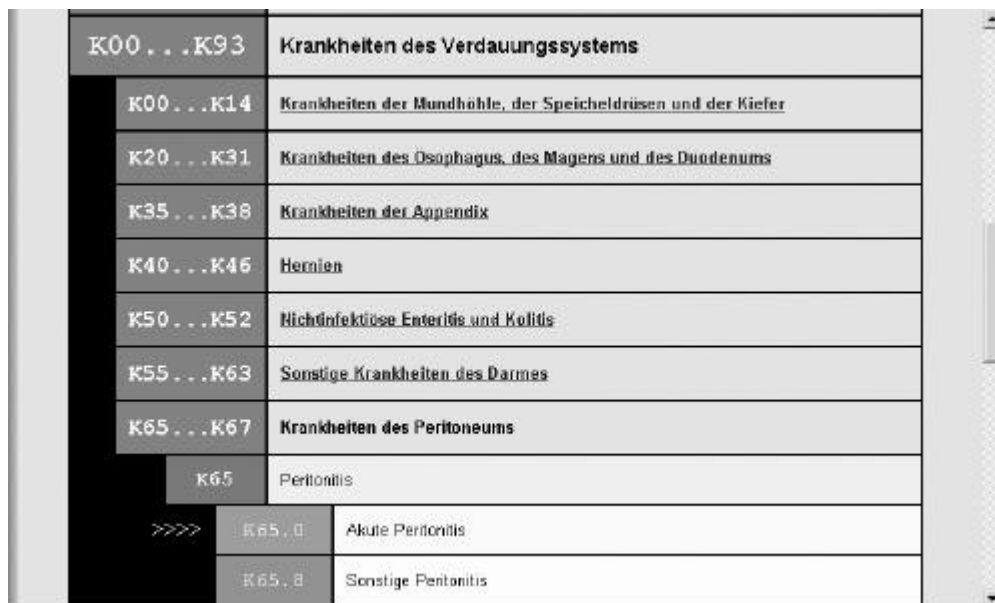 K00...K93 Krankheiten des Verdauungssystems
K00...K14 Krankheiten der Mundhöhle, der Speicheldrüsen und der Kiefer
K20...K31 Krankheiten des Ösophagus, des Magens und des Duodenums
K35...K38 Krankheiten der Appendix
K40...K46 Hernien
K50...K52 Nichtinfektiöse Enteritis und Kolitis
K55...K63 Sonstige Krankheiten des Darmes
K65...K67 Krankheiten des Peritoneums
K65 Peritonitis
>>>> K65.0 Akute Peritonitis
K65.8 Sonstige Peritonitis